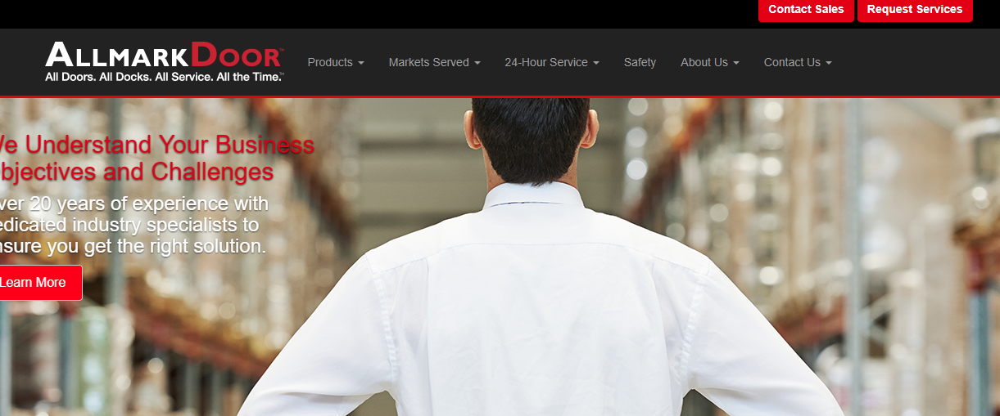 Contact Sales Request Services
ALLMARKDOOR™
All Doors. All Docks. All Service. All the Time.™
Products Markets Served 24-Hour Service Safety About Us Contact Us
We Understand Your Business
bjectives and Challenges
ver 20 years of experience with
edicated industry specialists to
nsure you get the right solution.
Learn More